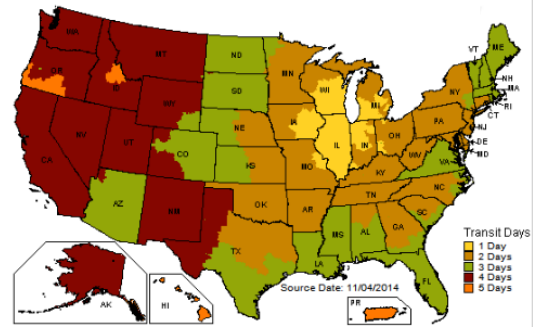 WA
MT
ND
MN
VT
ME
OR
ID
SD
WI
MI
NY
NH
MA
RI
CT
WY
IA
NE
PA
NJ
DE
MD
NV
UT
CO
IL
IN
OH
WV
VA
CA
KS
MO
KY
NC
AZ
NM
OK
AR
TN
SC
TX
LA
MS
AL
GA
FL
AK
HI
PR
Source Date: 11/04/2014
Transit Days
1 Day
2 Days
3 Days
4 Days
5 Days